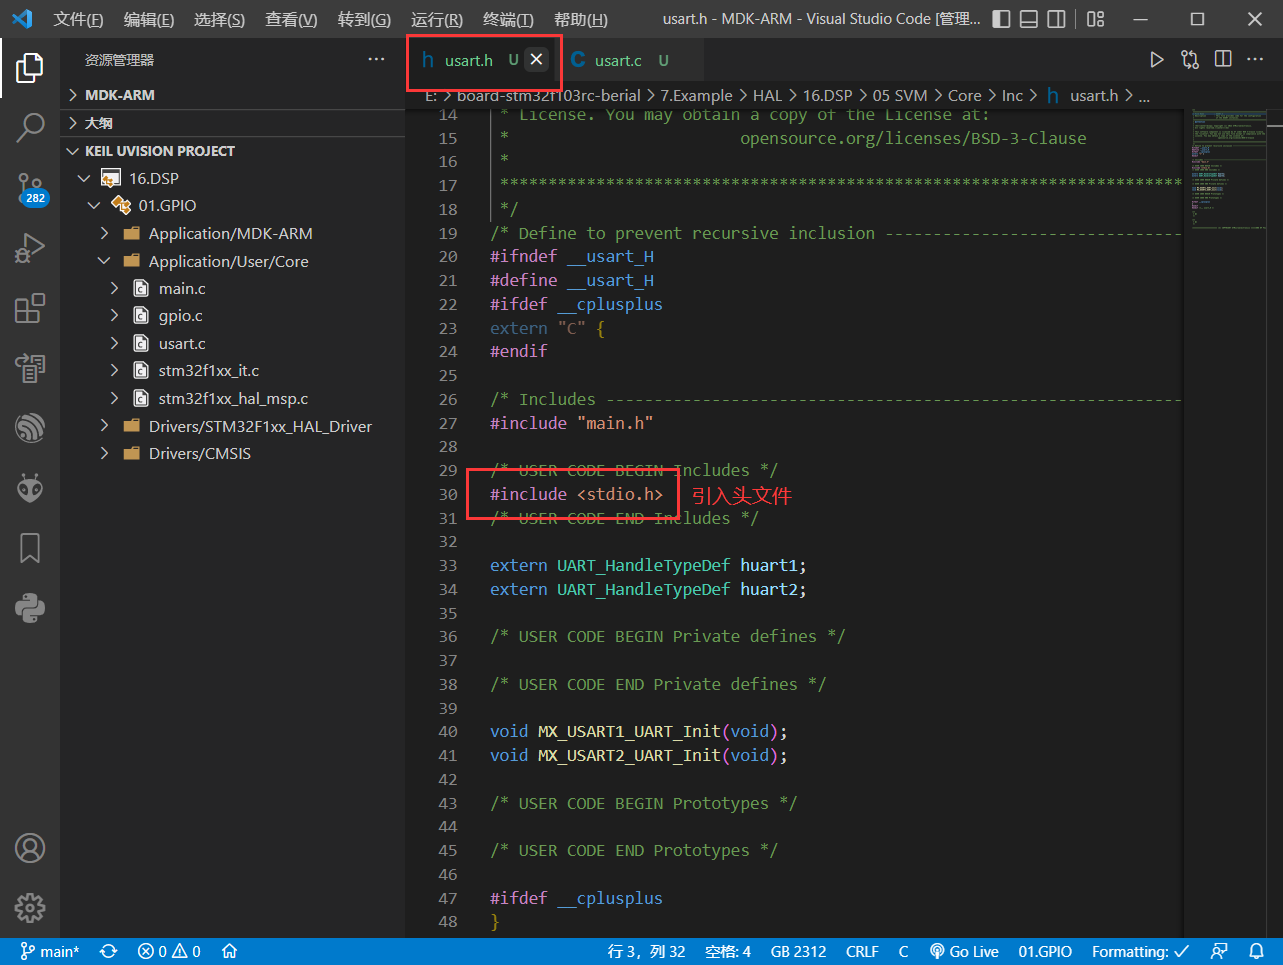 文件(F) 编辑(E) 选择(S) 查看(V) 转到(G) 运行(R) 终端(T) 帮助(H) usart.h - MDK-ARM - Visual Studio Code [管理...
资源管理器 ...
MDK-ARM
大纲
KEIL UVISION PROJECT
16.DSP
01.GPIO
Application/MDK-ARM
Application/User/Core
main.c
gpio.c
usart.c
stm32f1xx_it.c
stm32f1xx_hal_msp.c
Drivers/STM32F1xx_HAL_Driver
Drivers/CMSIS
282
h usart.h U C usart.c U
E: > board-stm32f103rc-berial > 7.Example > HAL > 16.DSP > 05 SVM > Core > Inc > h usart.h > ...
14 * License. You may obtain a copy of the License at:
15 * opensource.org/licenses/BSD-3-Clause
16 *
17 ************************************************************************
18 */
19 /* Define to prevent recursive inclusion -------------------------------
20 #ifndef __usart_H
21 #define __usart_H
22 #ifdef __cplusplus
23 extern "C" {
24 #endif
25
26 /* Includes ------------------------------------------------------------
27 #include "main.h"
28
29 /* USER CODE BEGIN Includes */
30 #include <stdio.h> 引入头文件
31 /* USER CODE END Includes */
32
33 extern UART_HandleTypeDef huart1;
34 extern UART_HandleTypeDef huart2;
35
36 /* USER CODE BEGIN Private defines */
37
38 /* USER CODE END Private defines */
39
40 void MX_USART1_UART_Init(void);
41 void MX_USART2_UART_Init(void);
42
43 /* USER CODE BEGIN Prototypes */
44
45 /* USER CODE END Prototypes */
46
47 #ifdef __cplusplus
48 }
main* 0 0 行 3，列 32 空格: 4 GB 2312 CRLF C Go Live 01.GPIO Formatting: ✓